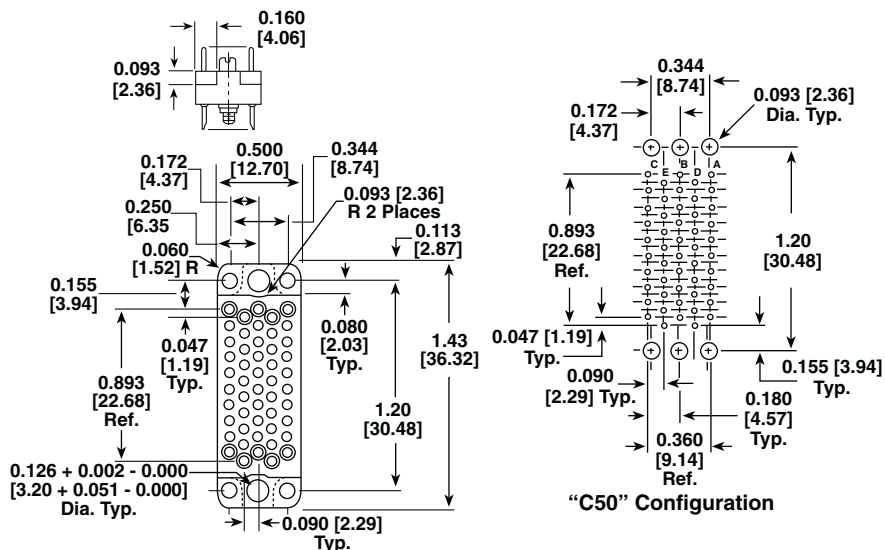 0.160
[4.06]
0.093
[2.36]
0.500
[12.70]
0.344
[8.74]
0.172
[4.37]
0.093 [2.36]
R 2 Places
0.250
[6.35
0.113
[2.87]
0.060
[1.52] R
0.155
[3.94]
0.047
[1.19]
Typ.
0.080
[2.03]
Typ.
1.43
[36.32]
0.893
[22.68]
Ref.
1.20
[30.48]
0.126 + 0.002 - 0.000
[3.20 + 0.051 - 0.000]
Dia. Typ.
0.090 [2.29]
Typ.
0.344
[8.74]
0.172
[4.37]
0.093 [2.36]
Dia. Typ.
C B A
E D
0.893
[22.68]
Ref.
1.20
[30.48]
0.047 [1.19]
Typ.
0.155 [3.94]
Typ.
0.090
[2.29] Typ.
0.180
[4.57]
Typ.
0.360
[9.14]
Ref.
“C50” Configuration